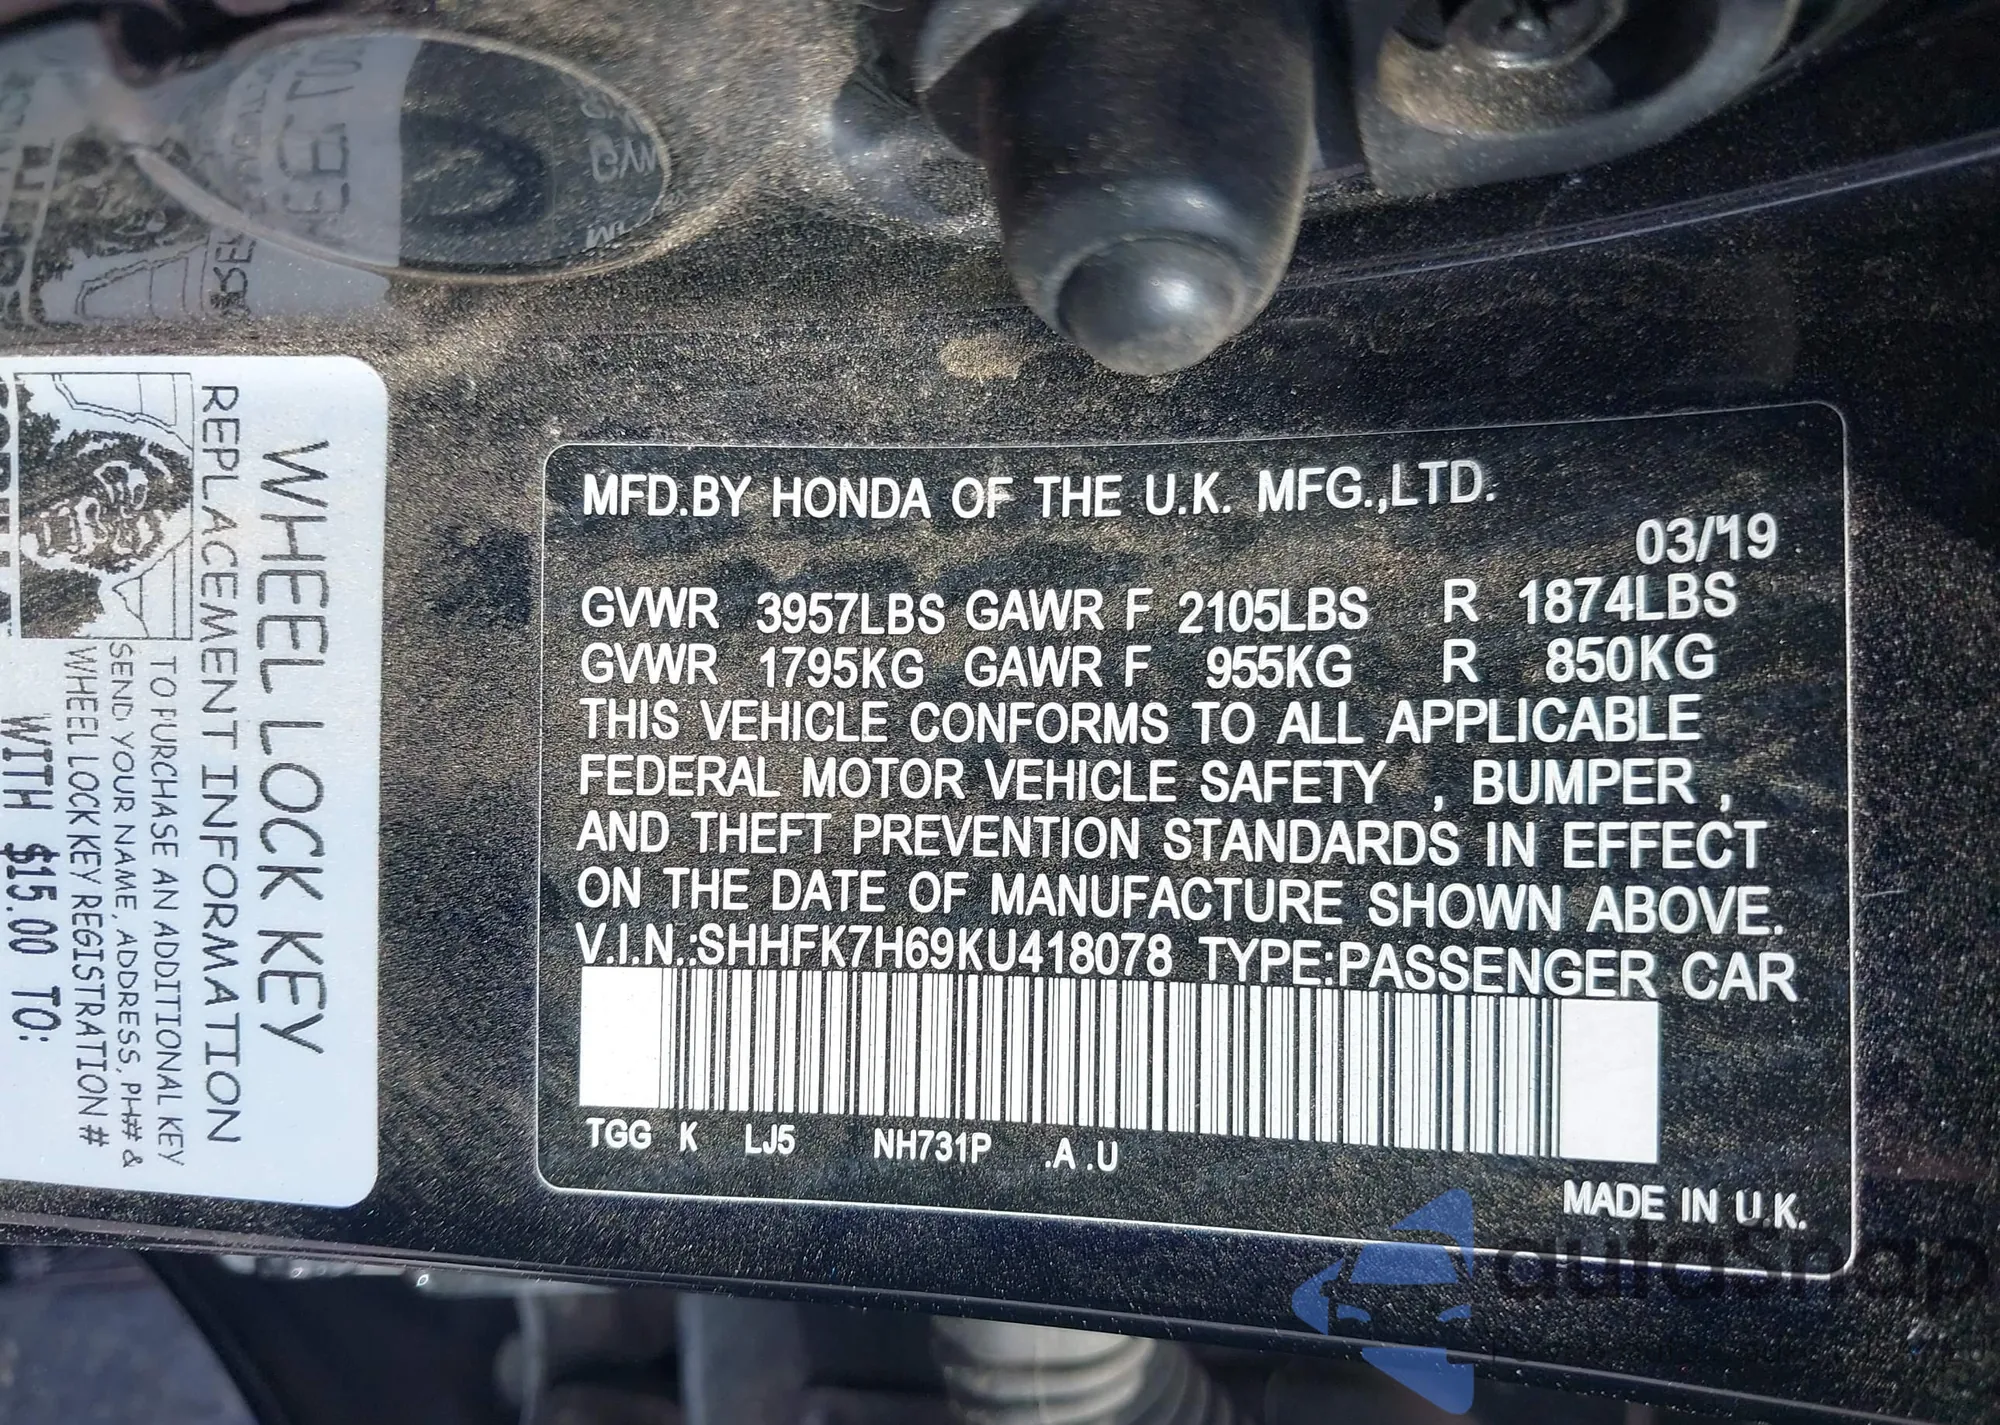 MFD.BY HONDA OF THE U.K. MFG.,LTD.
03/'19
GVWR 3957LBS GAWR F 2105LBS R 1874LBS
GVWR 1795KG GAWR F 955KG R 850KG
THIS VEHICLE CONFORMS TO ALL APPLICABLE
FEDERAL MOTOR VEHICLE SAFETY , BUMPER ,
AND THEFT PREVENTION STANDARDS IN EFFECT
ON THE DATE OF MANUFACTURE SHOWN ABOVE.
V.I.N.:SHHFK7H69KU418078 TYPE:PASSENGER CAR
TGG K LJ5 NH731P .A .U
MADE IN U.K.
WHEEL LOCK KEY
REPLACEMENT INFORMATION
TO PURCHASE AN ADDITIONAL KEY
SEND YOUR NAME, ADDRESS, PH# &
WHEEL LOCK KEY REGISTRATION #
WITH $15.00 TO:
autosnap